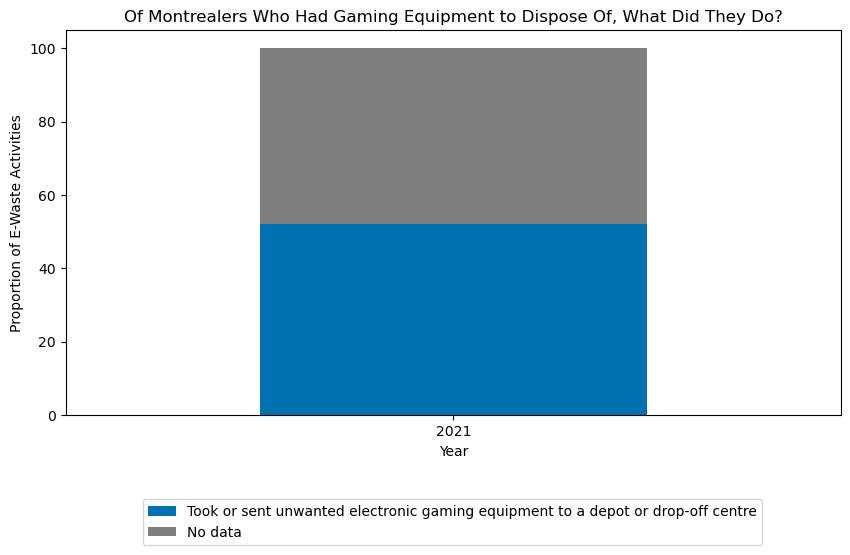 Of Montrealers Who Had Gaming Equipment to Dispose Of, What Did They Do?
Proportion of E-Waste Activities
100
80
60
40
20
0
2021
Year
Took or sent unwanted electronic gaming equipment to a depot or drop-off centre
No data